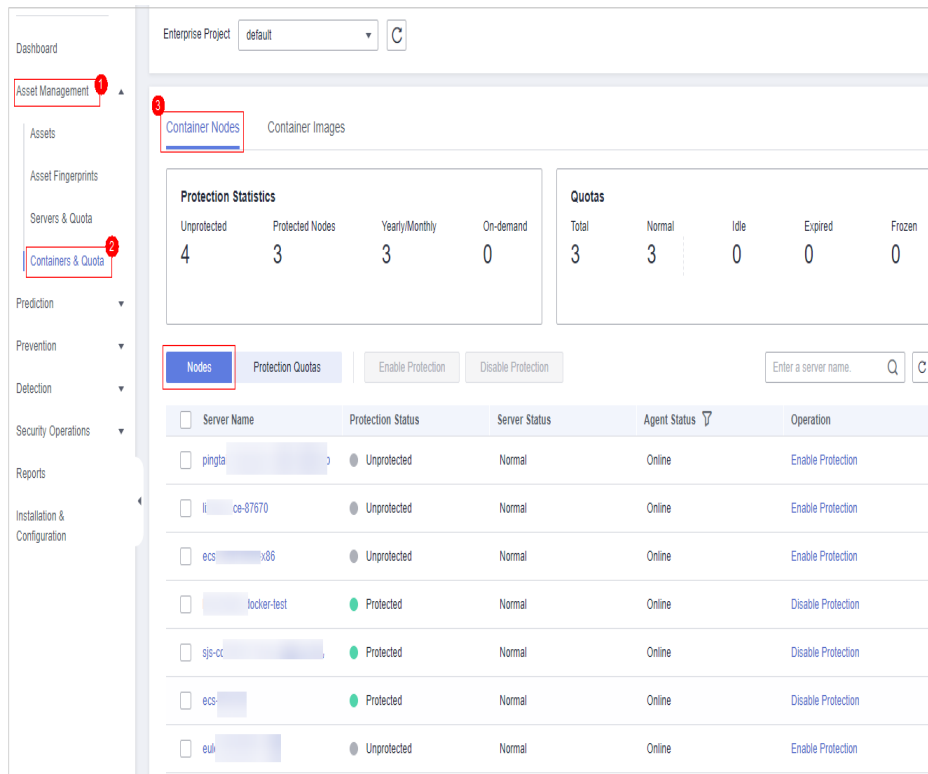 Dashboard
Asset Management 1
Assets
Asset Fingerprints
Servers & Quota
Containers & Quota 2
Prediction
Prevention
Detection
Security Operations
Reports
Installation &
Configuration
Enterprise Project default
3
Container Nodes Container Images
Protection Statistics
Unprotected Protected Nodes Yearly/Monthly On-demand
4 3 3 0
Quotas
Total Normal Idle Expired Frozen
3 3 0 0 0
Nodes Protection Quotas Enable Protection Disable Protection Enter a server name.
Server Name Protection Status Server Status Agent Status Operation
pingta Unprotected Normal Online Enable Protection
ce-87670 Unprotected Normal Online Enable Protection
ecs x86 Unprotected Normal Online Enable Protection
locker-test Protected Normal Online Disable Protection
sjs-cc Protected Normal Online Disable Protection
ecs- Protected Normal Online Disable Protection
Unprotected Normal Online Enable Protection